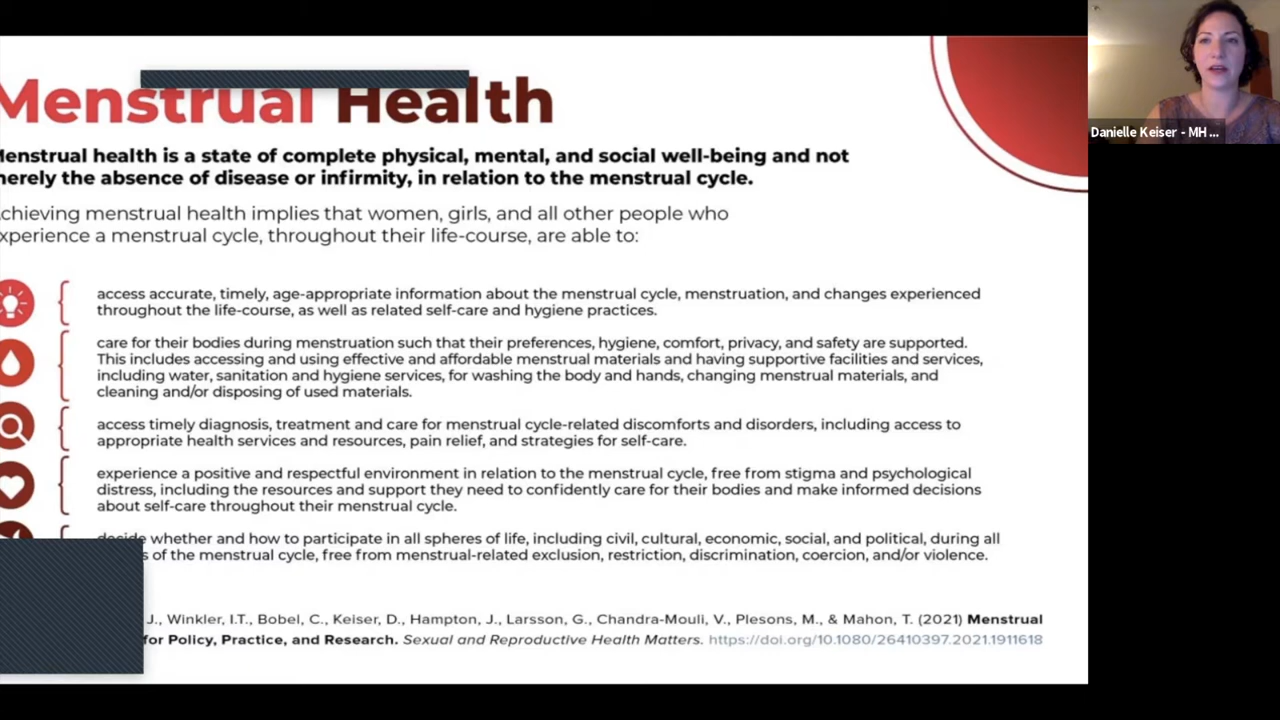 Menstrual Health
Menstrual health is a state of complete physical, mental, and social well-being and not
merely the absence of disease or infirmity, in relation to the menstrual cycle.
chieving menstrual health implies that women, girls, and all other people who
xperience a menstrual cycle, throughout their life-course, are able to:
access accurate, timely, age-appropriate information about the menstrual cycle, menstruation, and changes experienced
throughout the life-course, as well as related self-care and hygiene practices.
care for their bodies during menstruation such that their preferences, hygiene, comfort, privacy, and safety are supported.
This includes accessing and using effective and affordable menstrual materials and having supportive facilities and services,
including water, sanitation and hygiene services, for washing the body and hands, changing menstrual materials, and
cleaning and/or disposing of used materials.
access timely diagnosis, treatment and care for menstrual cycle-related discomforts and disorders, including access to
appropriate health services and resources, pain relief, and strategies for self-care.
experience a positive and respectful environment in relation to the menstrual cycle, free from stigma and psychological
distress, including the resources and support they need to confidently care for their bodies and make informed decisions
about self-care throughout their menstrual cycle.
decide whether and how to participate in all spheres of life, including civil, cultural, economic, social, and political, during all
s of the menstrual cycle, free from menstrual-related exclusion, restriction, discrimination, coercion, and/or violence.
J., Winkler, I.T., Bobel, C., Keiser, D., Hampton, J., Larsson, G., Chandra-Mouli, V., Plesons, M., & Mahon, T. (2021) Menstrual
for Policy, Practice, and Research. Sexual and Reproductive Health Matters. https://doi.org/10.1080/26410397.2021.1911618
Danielle Keiser - MH ...